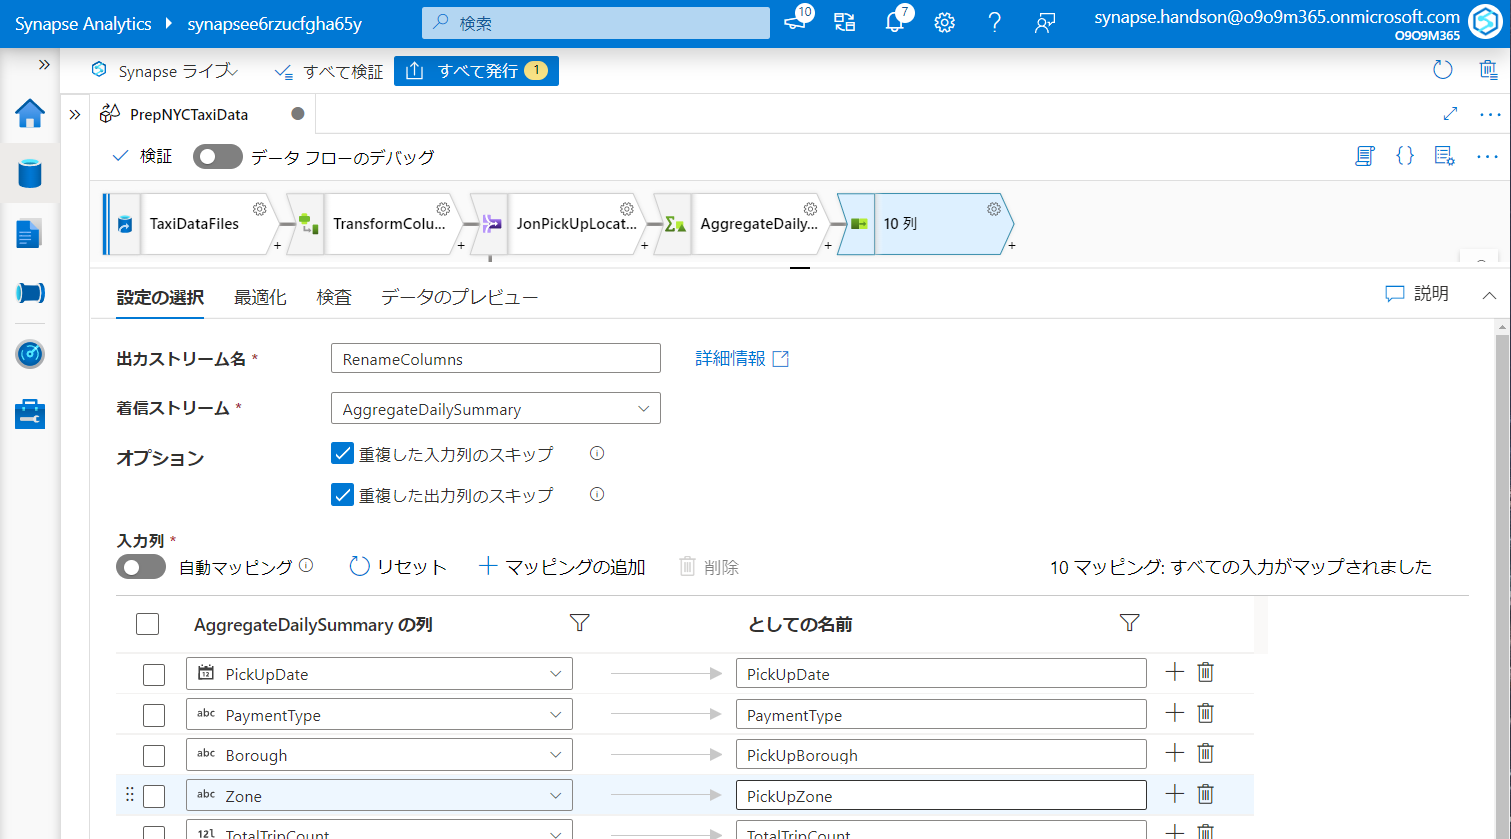 Synapse Analytics ▶ synapsee6rzucfgha65y
検索
10
7
synapse.handson@o9o9m365.onmicrosoft.com
O9O9M365
Synapse ライブ
すべて検証
すべて発行 1
PrepNYCTaxiData
検証
データ フローのデバッグ
TaxiDataFiles
TransformColu...
JonPickUpLocat...
AggregateDaily...
10 列
設定の選択
最適化
検査
データのプレビュー
説明
出力ストリーム名 *
RenameColumns
詳細情報
着信ストリーム *
AggregateDailySummary
オプション
重複した入力列のスキップ
重複した出力列のスキップ
入力列 *
自動マッピング
リセット
マッピングの追加
削除
10 マッピング: すべての入力がマップされました
AggregateDailySummary の列
としての名前
12 PickUpDate
PickUpDate
abc PaymentType
PaymentType
abc Borough
PickUpBorough
abc Zone
PickUpZone
12l TotalTripCount
TotalTripCount